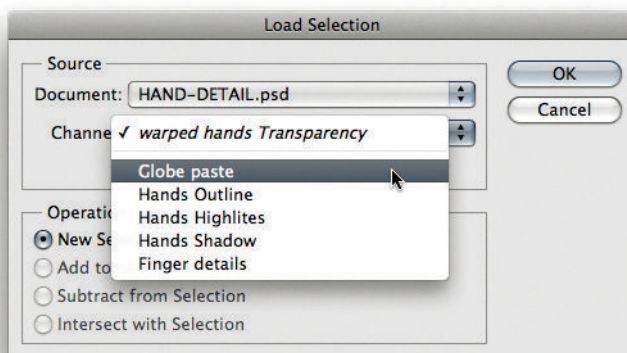 Load Selection
Source
OK
Document: HAND-DETAIL.psd
Cancel
Channe ✓ warped hands Transparency
Globe paste
Hands Outline
Operatio
Hands Highlites
New Se
Hands Shadow
Add to
Finger details
Subtract from Selection
Intersect with Selection